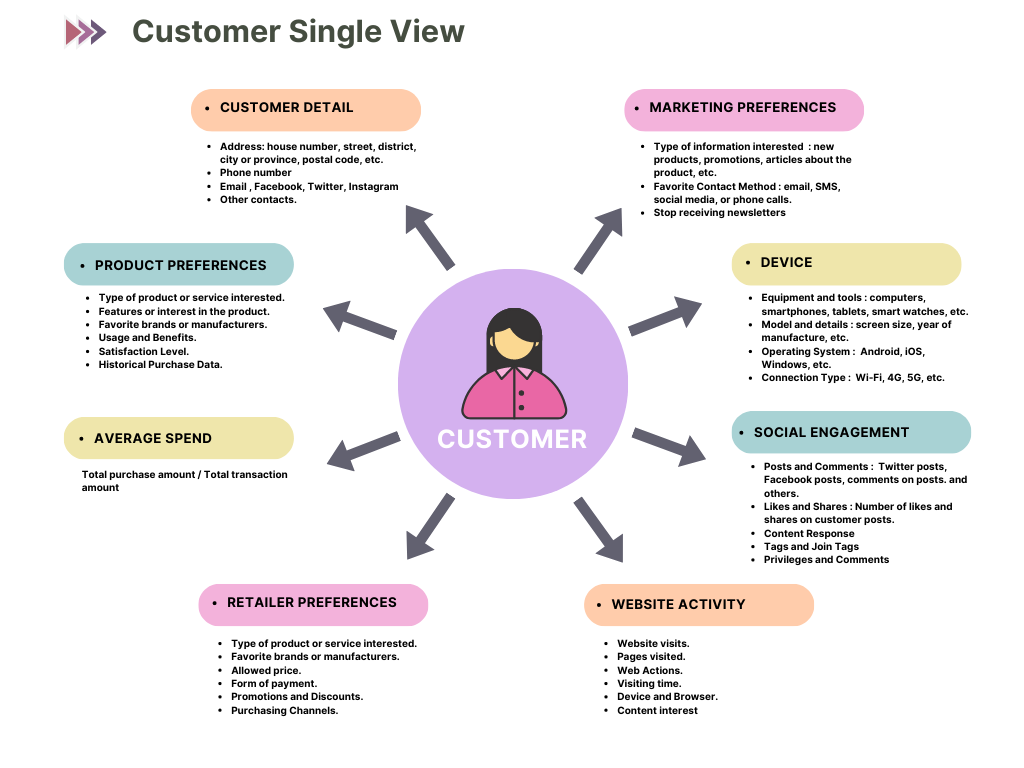 Customer Single View
• CUSTOMER DETAIL
• Address: house number, street, district,
city or province, postal code, etc.
• Phone number
• Email , Facebook, Twitter, Instagram
• Other contacts.
• MARKETING PREFERENCES
• Type of information interested : new
products, promotions, articles about the
product, etc.
• Favorite Contact Method : email, SMS,
social media, or phone calls.
• Stop receiving newsletters
• PRODUCT PREFERENCES
• Type of product or service interested.
• Features or interest in the product.
• Favorite brands or manufacturers.
• Usage and Benefits.
• Satisfaction Level.
• Historical Purchase Data.
• DEVICE
• Equipment and tools : computers,
smartphones, tablets, smart watches, etc.
• Model and details : screen size, year of
manufacture, etc.
• Operating System : Android, iOS,
Windows, etc.
• Connection Type : Wi-Fi, 4G, 5G, etc.
CUSTOMER
• AVERAGE SPEND
Total purchase amount / Total transaction
amount
• SOCIAL ENGAGEMENT
• Posts and Comments : Twitter posts,
Facebook posts, comments on posts. and
others.
• Likes and Shares : Number of likes and
shares on customer posts.
• Content Response
• Tags and Join Tags
• Privileges and Comments
• RETAILER PREFERENCES
• Type of product or service interested.
• Favorite brands or manufacturers.
• Allowed price.
• Form of payment.
• Promotions and Discounts.
• Purchasing Channels.
• WEBSITE ACTIVITY
• Website visits.
• Pages visited.
• Web Actions.
• Visiting time.
• Device and Browser.
• Content interest